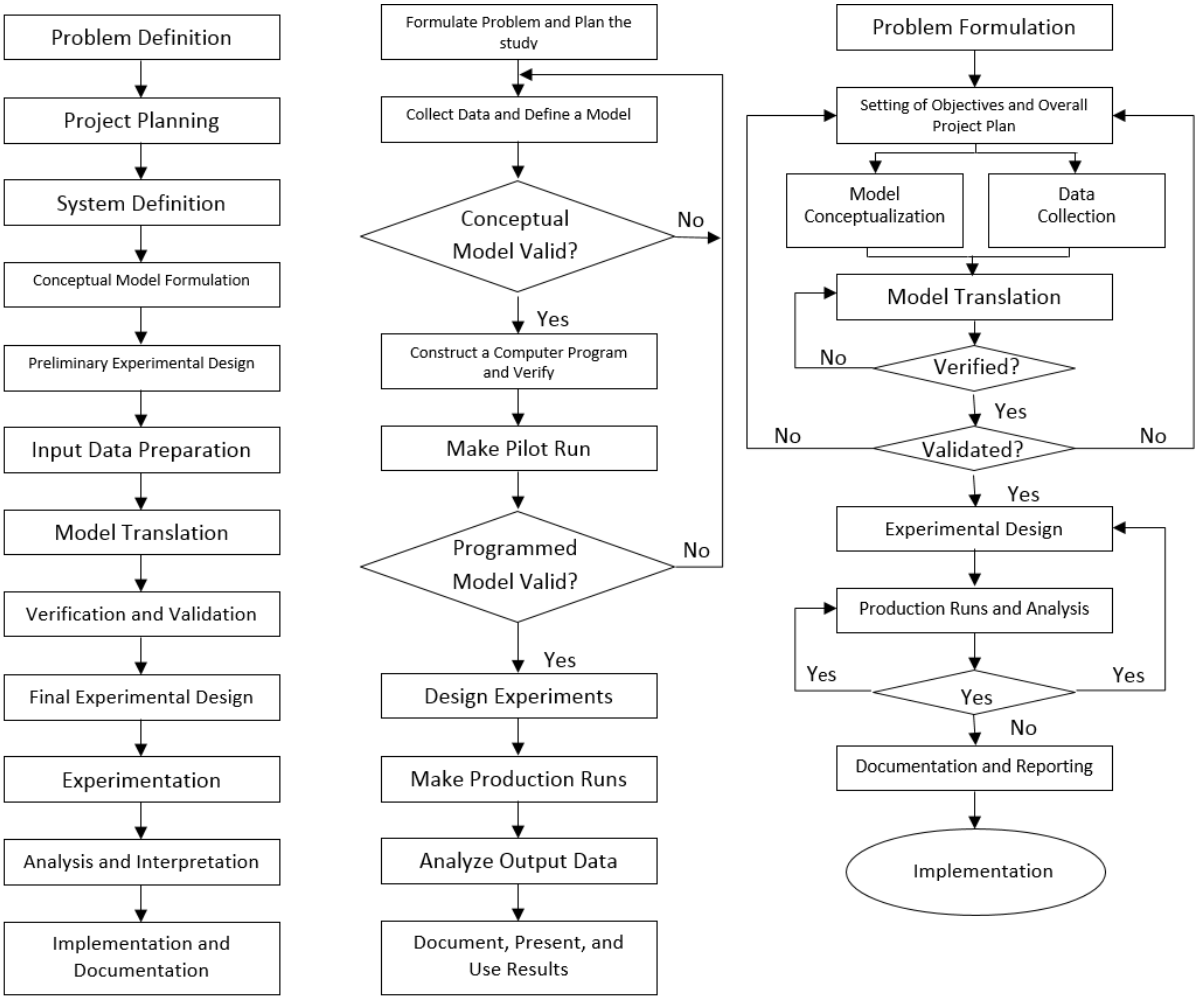 Problem Definition
Project Planning
System Definition
Conceptual Model Formulation
Preliminary Experimental Design
Input Data Preparation
Model Translation
Verification and Validation
Final Experimental Design
Experimentation
Analysis and Interpretation
Implementation and
Documentation
Formulate Problem and Plan the
study
Collect Data and Define a Model
Conceptual
Model Valid?
No
Yes
Construct a Computer Program
and Verify
Make Pilot Run
Programmed
Model Valid?
No
Yes
Design Experiments
Make Production Runs
Analyze Output Data
Document, Present, and
Use Results
Problem Formulation
Setting of Objectives and Overall
Project Plan
Model
Conceptualization
Data
Collection
Model Translation
No
Verified?
Yes
No
Validated?
No
Yes
Experimental Design
Production Runs and Analysis
Yes
Yes
Yes
No
Documentation and Reporting
Implementation